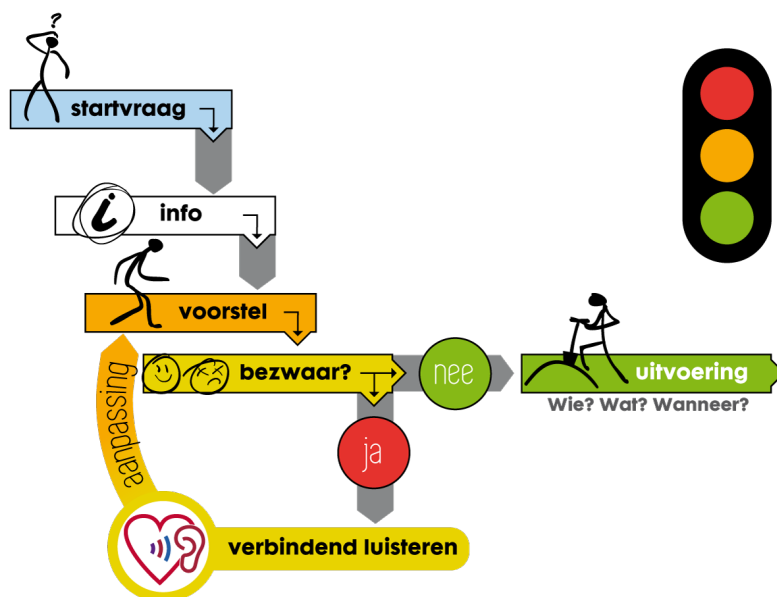 ?
startvraag
i info
voorstel
bezwaar?
nee
uitvoering
Wie? Wat? Wanneer?
ja
aanpassing
verbindend luisteren